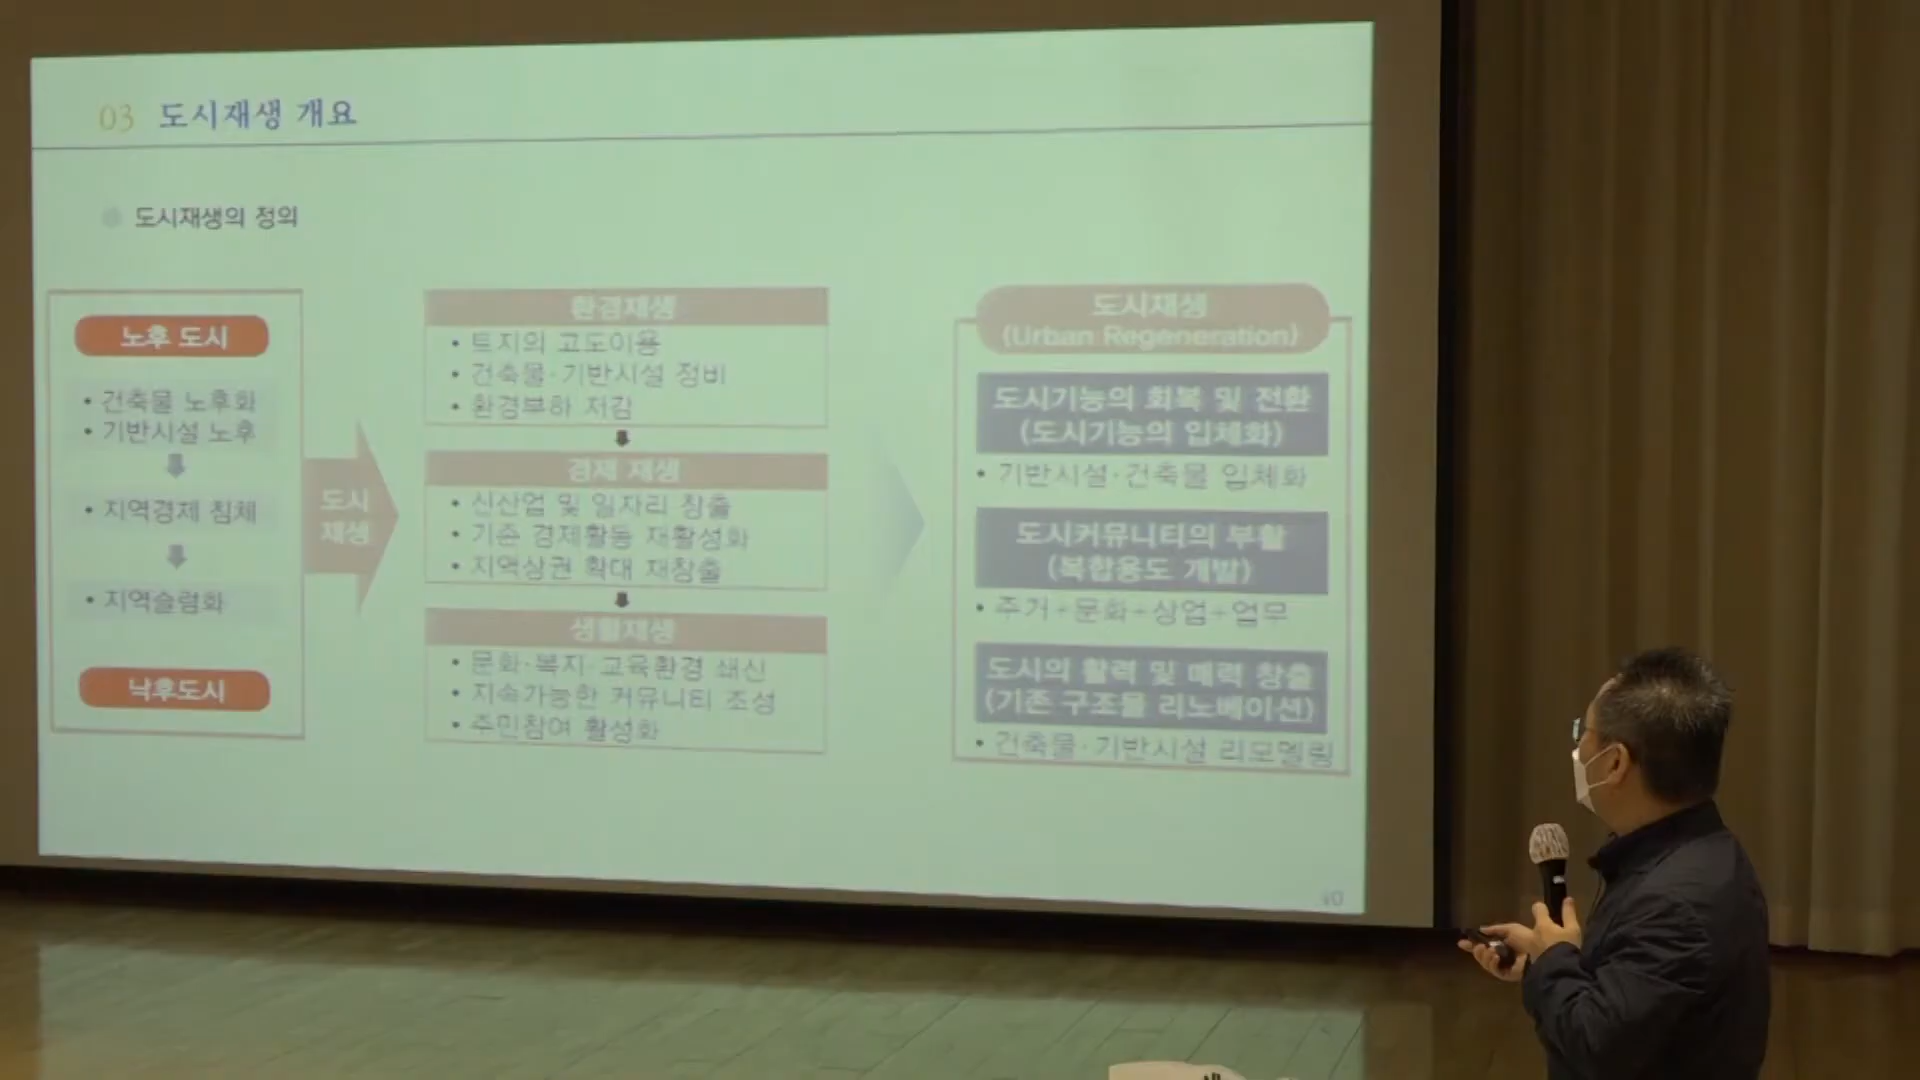 03 도시재생 개요
도시재생의 정의
노후 도시
• 건축물 노후화
• 기반시설 노후
• 지역경제 침체
• 지역슬럼화
낙후도시
도시
재생
환경재생
• 토지의 고도이용
• 건축물·기반시설 정비
• 환경부하 저감
경제 재생
• 신산업 및 일자리 창출
• 기존 경제활동 재활성화
• 지역상권 확대 재창출
생활재생
• 문화·복지·교육환경 쇄신
• 지속가능한 커뮤니티 조성
• 주민참여 활성화
도시재생
(Urban Regeneration)
도시기능의 회복 및 전환
(도시기능의 입체화)
• 기반시설·건축물 입체화
도시커뮤니티의 부활
(복합용도 개발)
• 주거+문화+상업+업무
도시의 활력 및 매력 창출
(기존 구조물 리노베이션)
• 건축물·기반시설 리모델링